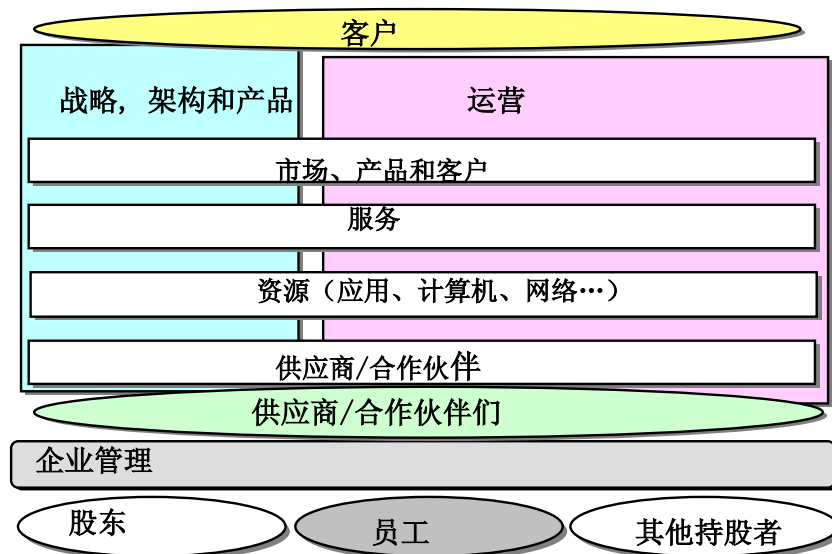 客户
战略, 架构和产品
运营
市场、产品和客户
服务
资源（应用、计算机、网络…）
供应商/合作伙伴
供应商/合作伙伴们
企业管理
股东
员工
其他持股者